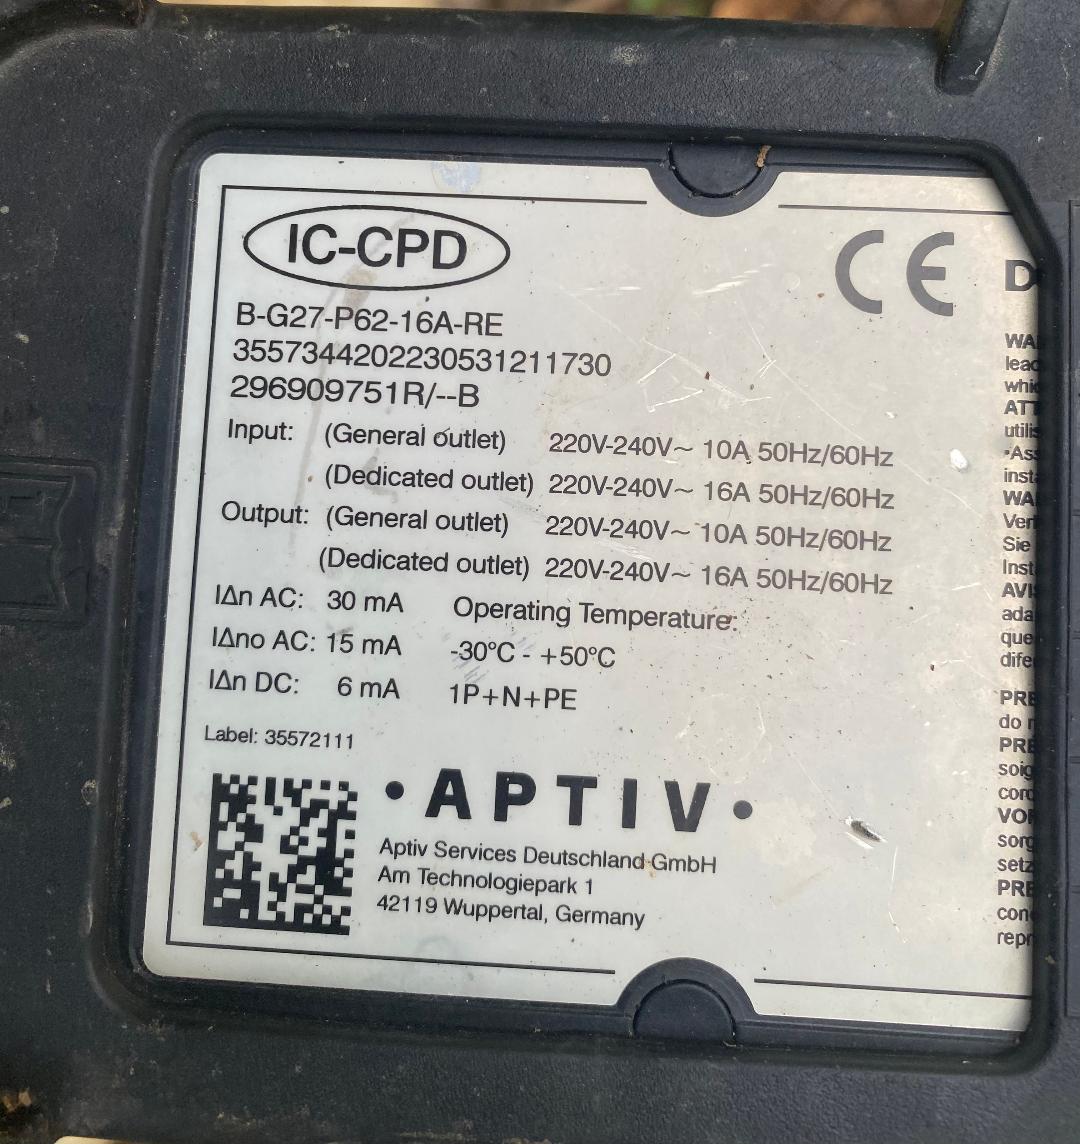 IC-CPD
CE
B-G27-P62-16A-RE
3557344202230531211730
296909751R/--B
Input: (General outlet) 220V-240V~ 10A 50Hz/60Hz
(Dedicated outlet) 220V-240V~ 16A 50Hz/60Hz
Output: (General outlet) 220V-240V~ 10A 50Hz/60Hz
(Dedicated outlet) 220V-240V~ 16A 50Hz/60Hz
IΔn AC: 30 mA Operating Temperature:
IΔno AC: 15 mA -30°C - +50°C
IΔn DC: 6 mA 1P+N+PE
Label: 35572111
• APTIV •
Aptiv Services Deutschland GmbH
Am Technologiepark 1
42119 Wuppertal, Germany